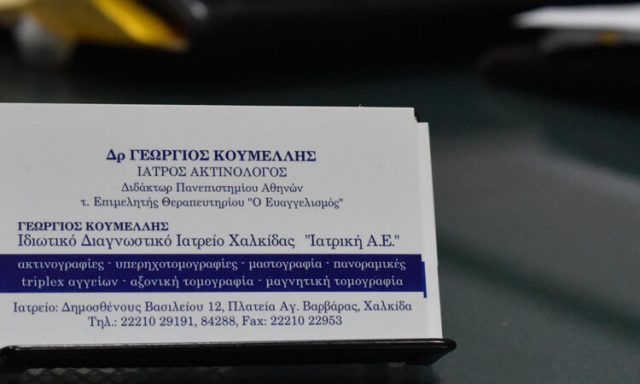 Δρ ΓΕΩΡΓΙΟΣ ΚΟΥΜΕΛΛΗΣ
ΙΑΤΡΟΣ ΑΚΤΙΝΟΛΟΓΟΣ
Διδάκτωρ Πανεπιστημίου Αθηνών
τ. Επιμελητής Θεραπευτηρίου "Ο Ευαγγελισμός"
ΓΕΩΡΓΙΟΣ ΚΟΥΜΕΛΛΗΣ
Ιδιωτικό Διαγνωστικό Ιατρείο Χαλκίδας "Ιατρική Α.Ε."
ακτινογραφίες - υπερηχοτομογραφίες - μαστογραφία - πανοραμικές
triplex αγγείων - αξονική τομογραφία - μαγνητική τομογραφία
Ιατρείο: Δημοσθένους Βασιλείου 12, Πλατεία Αγ. Βαρβάρας, Χαλκίδα
Τηλ.: 22210 29191, 84288, Fax: 22210 22953